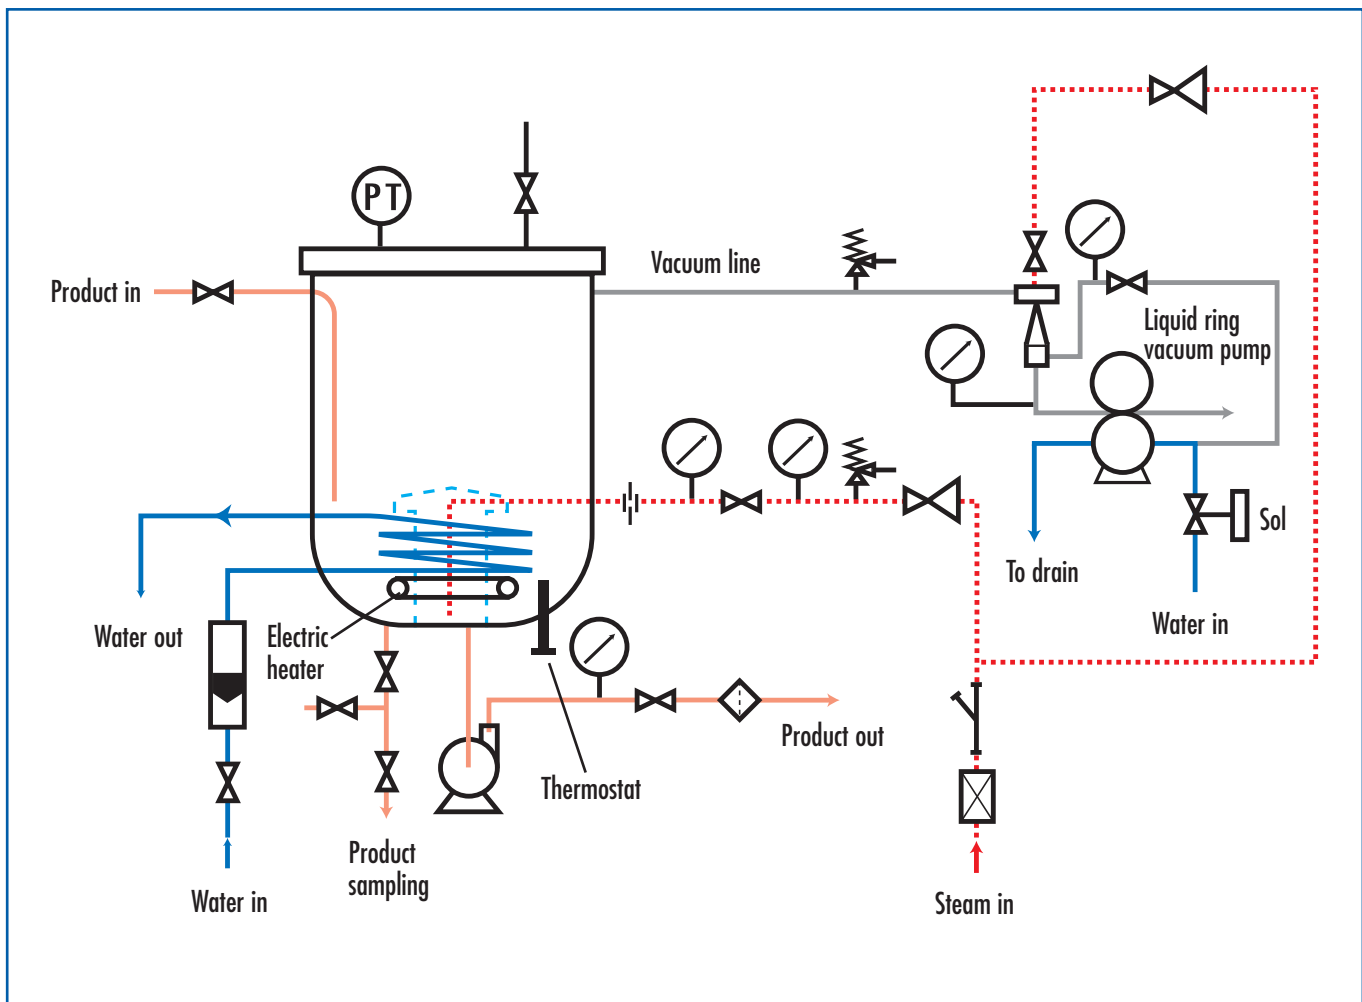 PT
Vacuum line
Product in
Liquid ring
vacuum pump
Sol
To drain
Water in
Water out
Electric
heater
Product out
Thermostat
Product
sampling
Water in
Steam in